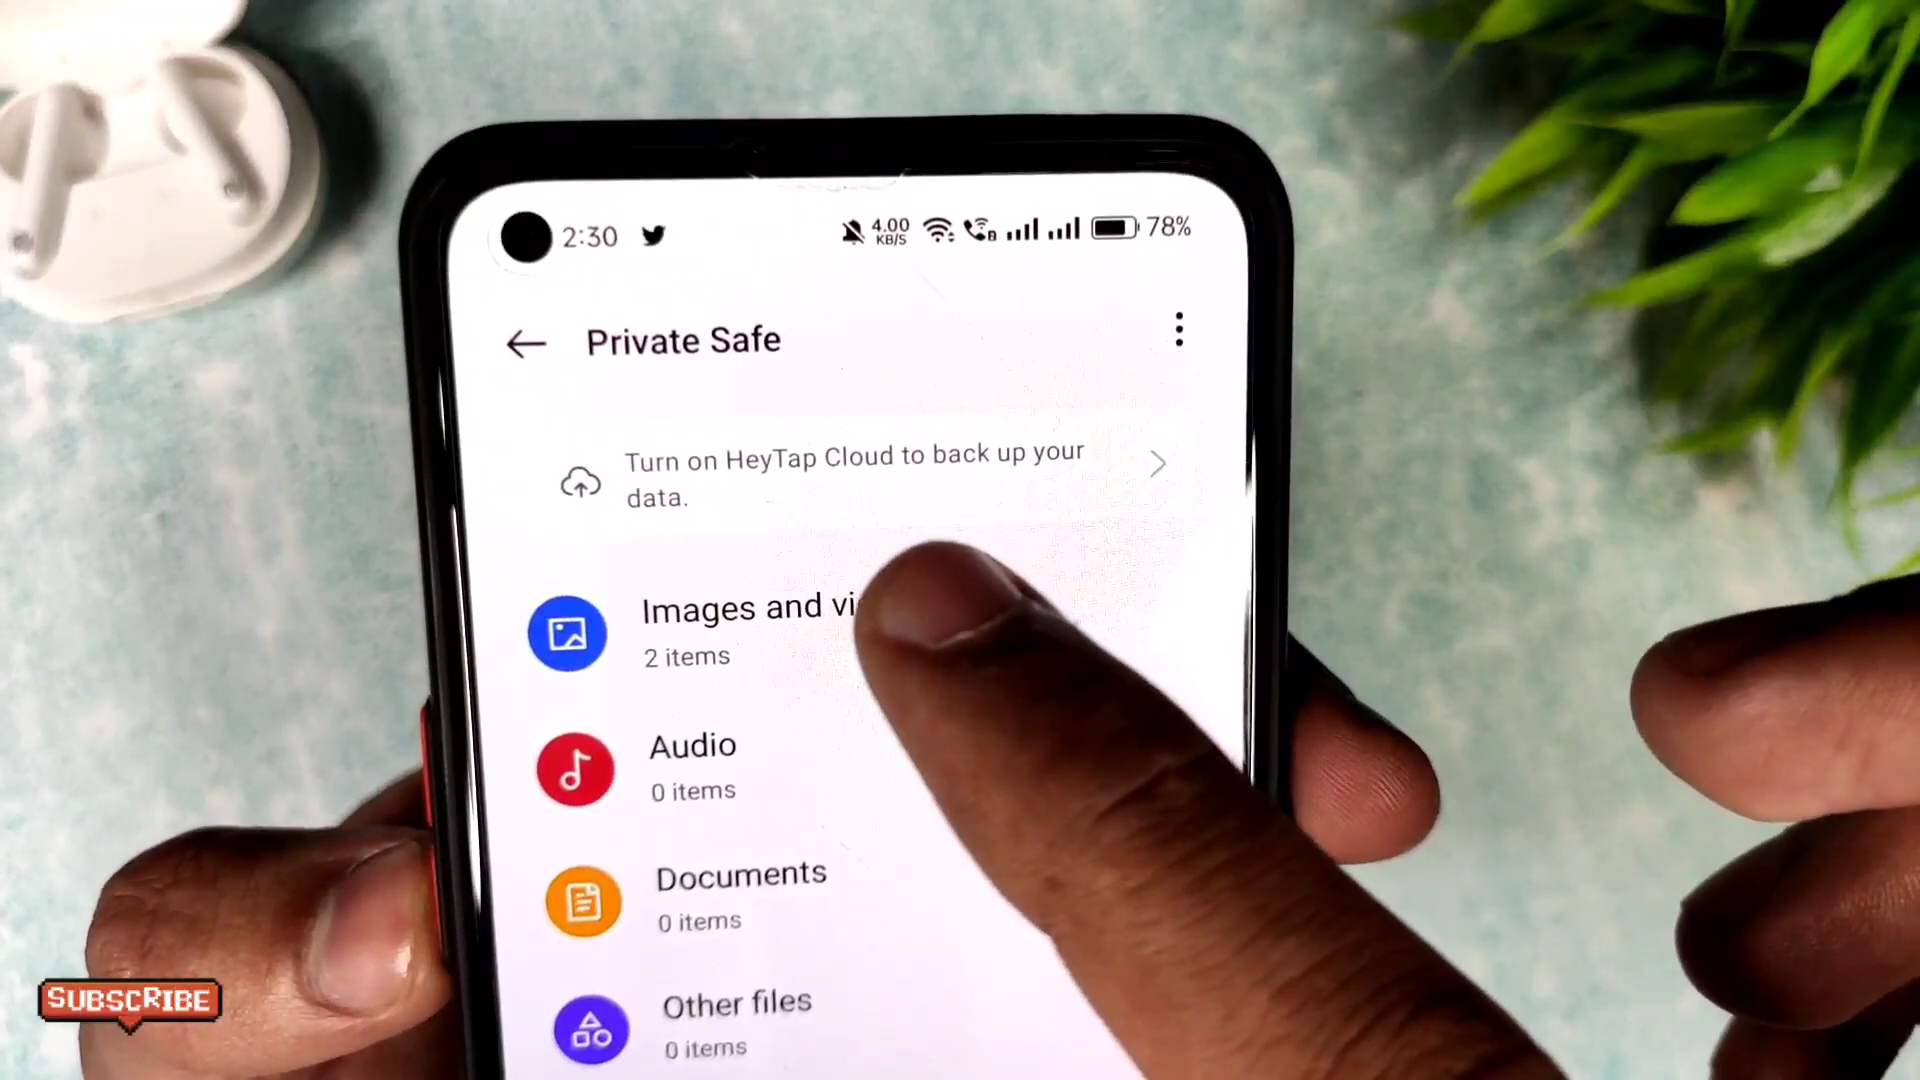 2:30
4.00
KB/S
78%
Private Safe
Turn on HeyTap Cloud to back up your
data.
Images and
2 items
Audio
0 items
Documents
0 items
Other files
0 items
SUBSCRIBE